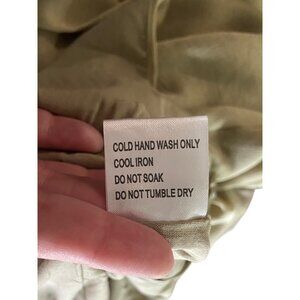 COLD HAND WASH ONLY
COOL IRON
DO NOT SOAK
DO NOT TUMBLE DRY